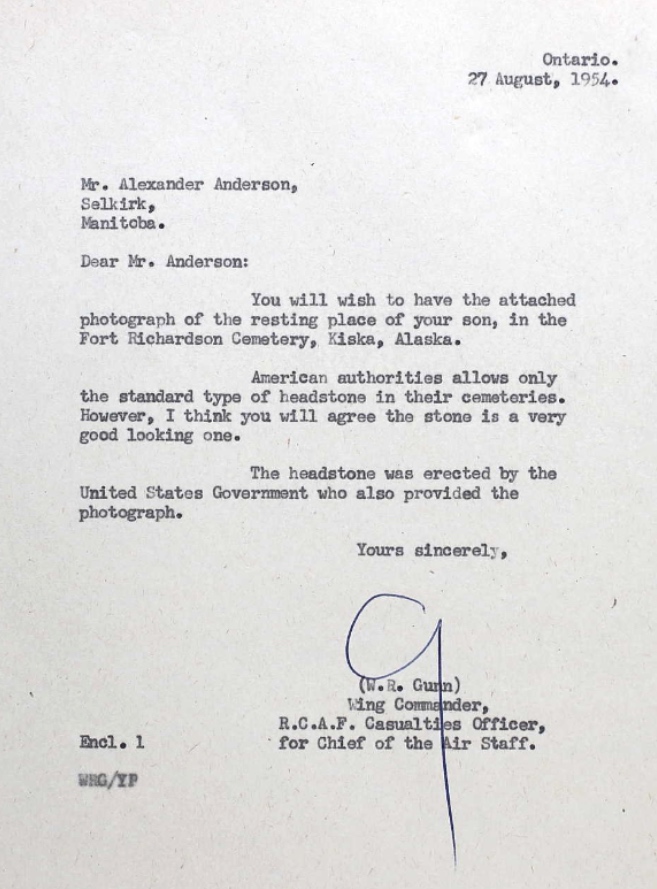 Ontario.
27 August, 1954.
Mr. Alexander Anderson,
Selkirk,
Manitoba.
Dear Mr. Anderson:
You will wish to have the attached
photograph of the resting place of your son, in the
Fort Richardson Cemetery, Kiska, Alaska.
American authorities allows only
the standard type of headstone in their cemeteries.
However, I think you will agree the stone is a very
good looking one.
The headstone was erected by the
United States Government who also provided the
photograph.
Yours sincerely,
(W.R. Gunn)
Wing Commander,
R.C.A.F. Casualties Officer,
for Chief of the Air Staff.
Encl. 1
WRG/YP